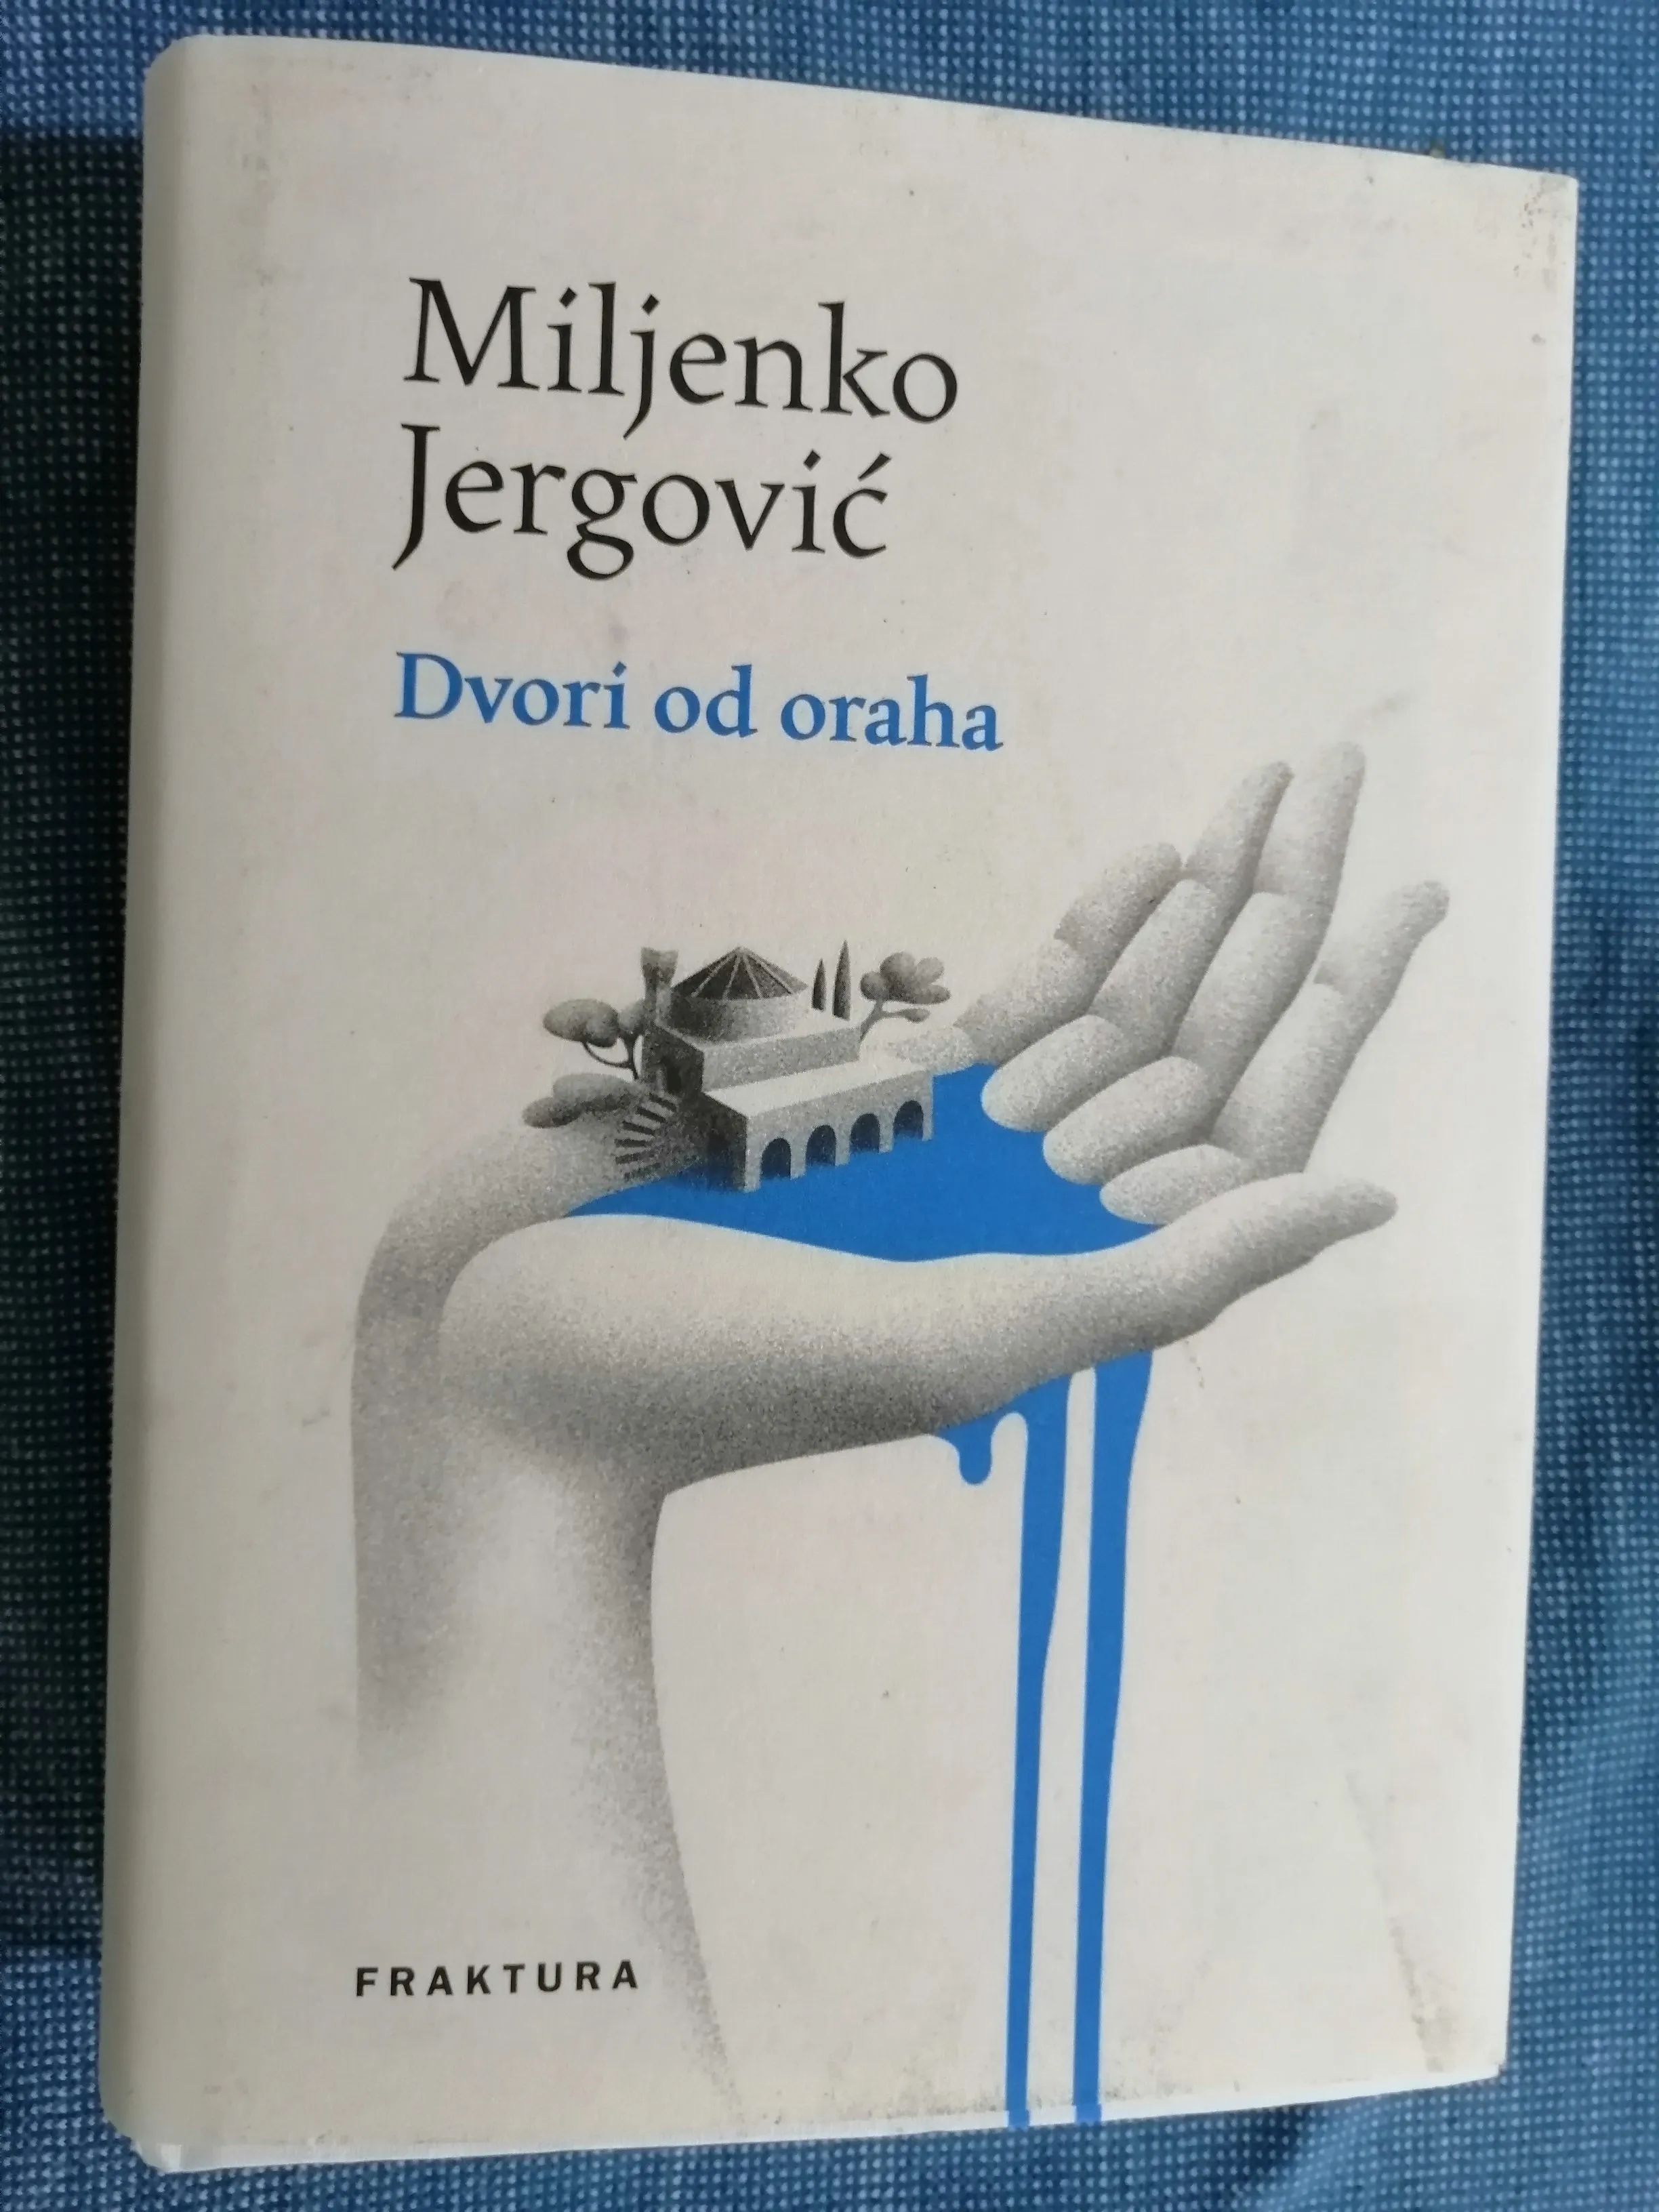 Miljenko
Jergović
Dvori od oraha
FRAKTURA